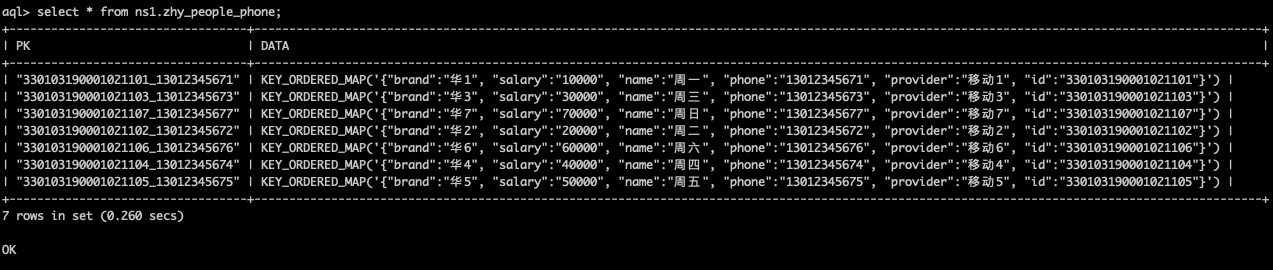 aql> select * from ns1.zhy_people_phone;
+----------------------------------+---------------------------------------------------------------------------------------------------------------------------------------------------+
| PK | DATA |
+----------------------------------+---------------------------------------------------------------------------------------------------------------------------------------------------+
| "330103190001021101_13012345671" | KEY_ORDERED_MAP('{"brand":"华1", "salary":"10000", "name":"周一", "phone":"13012345671", "provider":"移动1", "id":"330103190001021101"}') |
| "330103190001021103_13012345673" | KEY_ORDERED_MAP('{"brand":"华3", "salary":"30000", "name":"周三", "phone":"13012345673", "provider":"移动3", "id":"330103190001021103"}') |
| "330103190001021107_13012345677" | KEY_ORDERED_MAP('{"brand":"华7", "salary":"70000", "name":"周日", "phone":"13012345677", "provider":"移动7", "id":"330103190001021107"}') |
| "330103190001021102_13012345672" | KEY_ORDERED_MAP('{"brand":"华2", "salary":"20000", "name":"周二", "phone":"13012345672", "provider":"移动2", "id":"330103190001021102"}') |
| "330103190001021106_13012345676" | KEY_ORDERED_MAP('{"brand":"华6", "salary":"60000", "name":"周六", "phone":"13012345676", "provider":"移动6", "id":"330103190001021106"}') |
| "330103190001021104_13012345674" | KEY_ORDERED_MAP('{"brand":"华4", "salary":"40000", "name":"周四", "phone":"13012345674", "provider":"移动4", "id":"330103190001021104"}') |
| "330103190001021105_13012345675" | KEY_ORDERED_MAP('{"brand":"华5", "salary":"50000", "name":"周五", "phone":"13012345675", "provider":"移动5", "id":"330103190001021105"}') |
+----------------------------------+---------------------------------------------------------------------------------------------------------------------------------------------------+
7 rows in set (0.260 secs)
OK